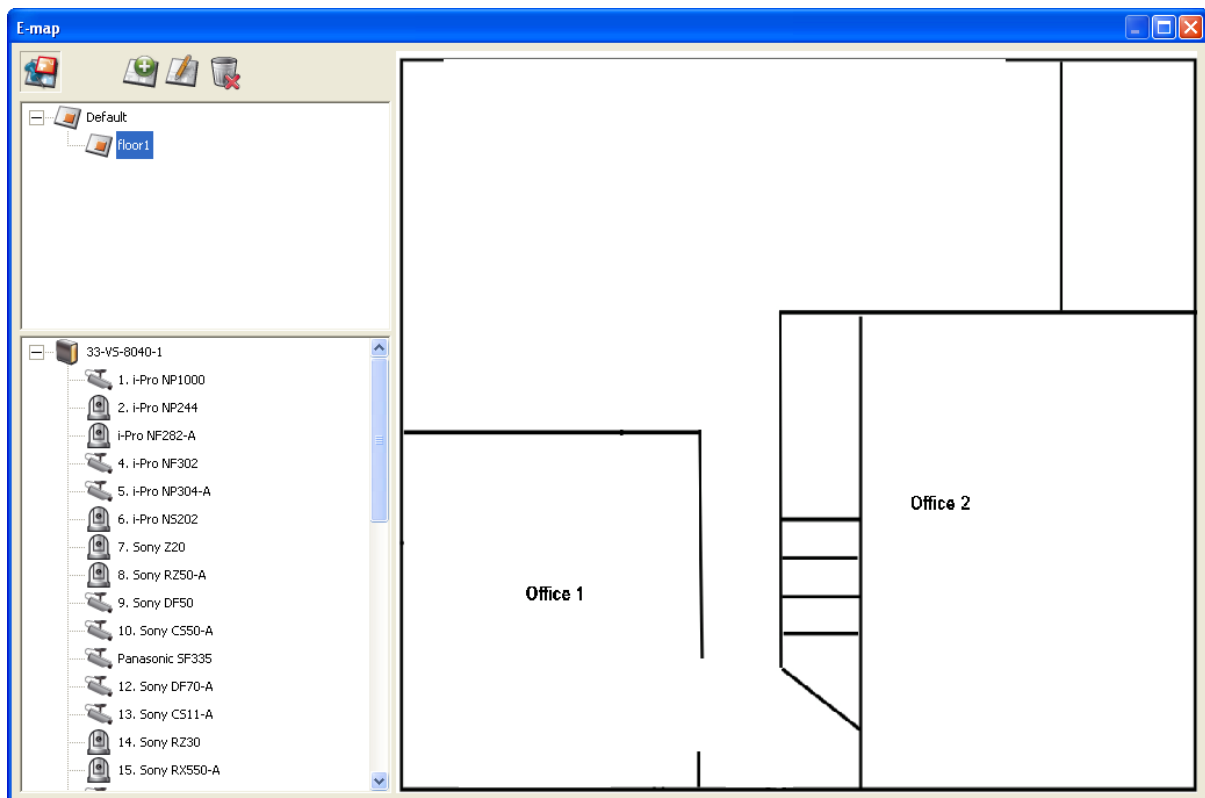 E-map
Default
floor1
33-VS-8040-1
1. i-Pro NP1000
2. i-Pro NP244
i-Pro NF282-A
4. i-Pro NF302
5. i-Pro NP304-A
6. i-Pro NS202
7. Sony Z20
8. Sony RZ50-A
9. Sony DF50
10. Sony CS50-A
Panasonic SF335
12. Sony DF70-A
13. Sony CS11-A
14. Sony RZ30
15. Sony RX550-A
Office 1
Office 2